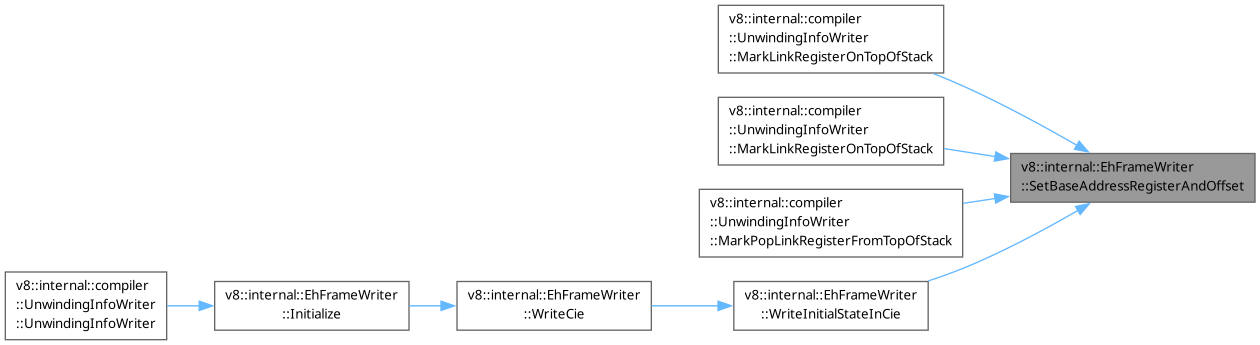 v8::internal::compiler
::UnwindingInfoWriter
::MarkLinkRegisterOnTopOfStack
v8::internal::compiler
::UnwindingInfoWriter
::MarkLinkRegisterOnTopOfStack
v8::internal::EhFrameWriter
::SetBaseAddressRegisterAndOffset
v8::internal::compiler
::UnwindingInfoWriter
::MarkPopLinkRegisterFromTopOfStack
v8::internal::compiler
::UnwindingInfoWriter
::UnwindingInfoWriter
v8::internal::EhFrameWriter
::Initialize
v8::internal::EhFrameWriter
::WriteCie
v8::internal::EhFrameWriter
::WriteInitialStateInCie